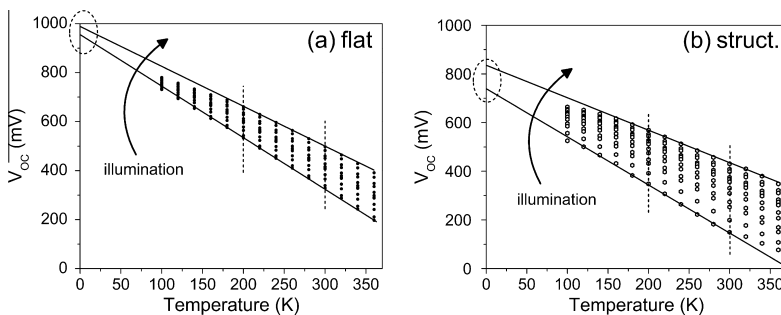 (a) flat
1000
800
600
400
200
0
V_OC (mV)
illumination
0 50 100 150 200 250 300 350
Temperature (K)
(b) struct.
1000
800
600
400
200
0
V_OC (mV)
illumination
0 50 100 150 200 250 300 350
Temperature (K)